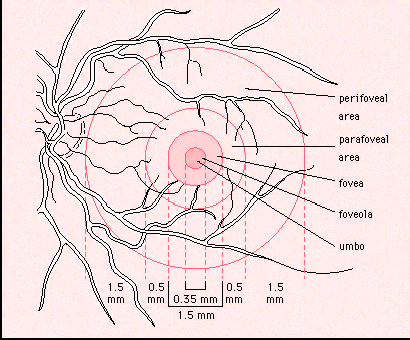 perifoveal
area
parafoveal
area
fovea
foveola
umbo
1.5 0.5 0.5 1.5
mm mm 0.35 mm mm mm
1.5 mm